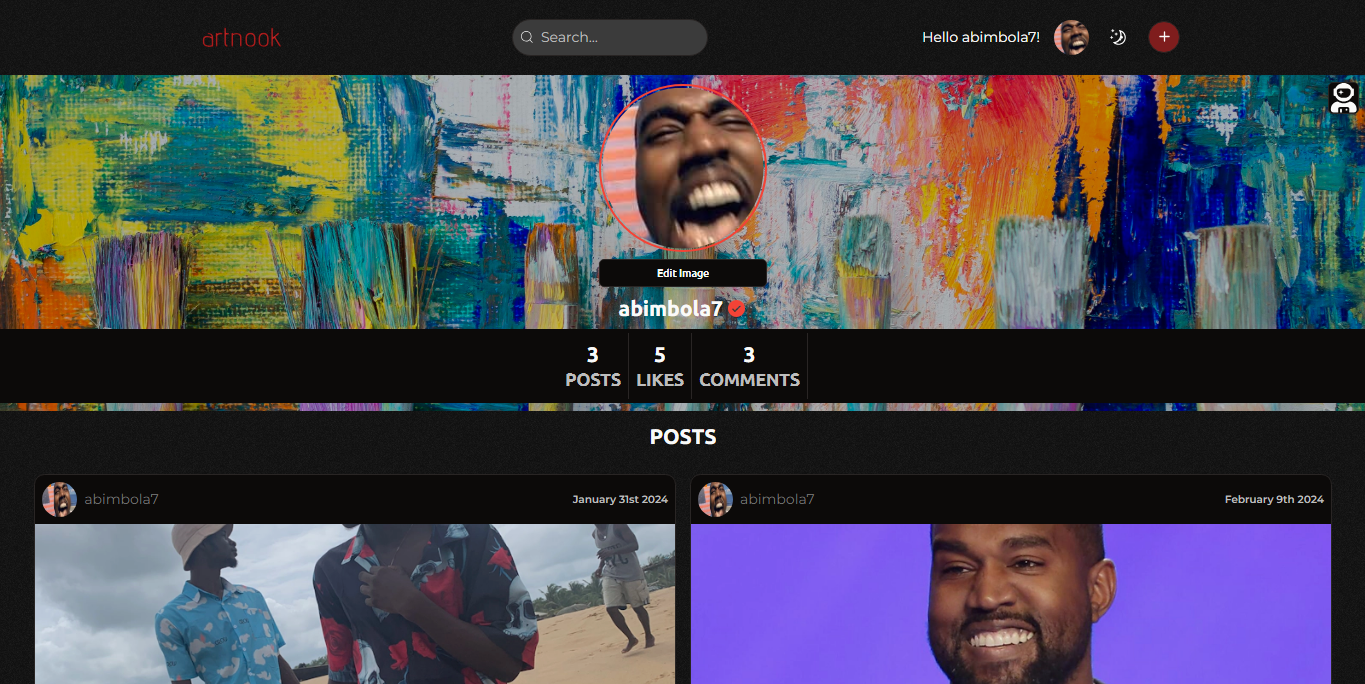 artnook
Search...
Hello abimbola7!
Edit Image
abimbola7
3 5 3
POSTS LIKES COMMENTS
POSTS
abimbola7
January 31st 2024
abimbola7
February 9th 2024